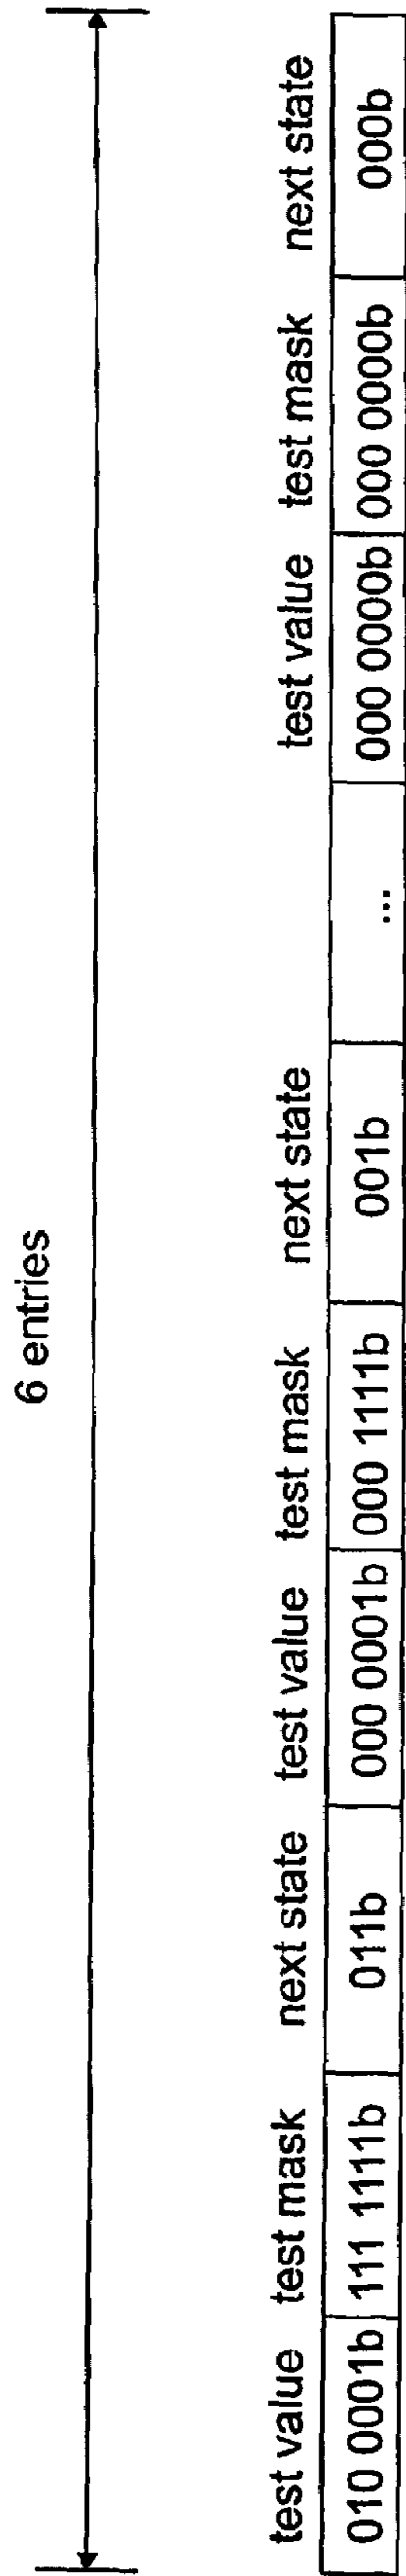 6 entries
test value test mask next state test value test mask next state test value test mask next state
010 0001b 111 1111b 011b 000 0001b 000 1111b 001b ... 000 0000b 000 0000b 000b